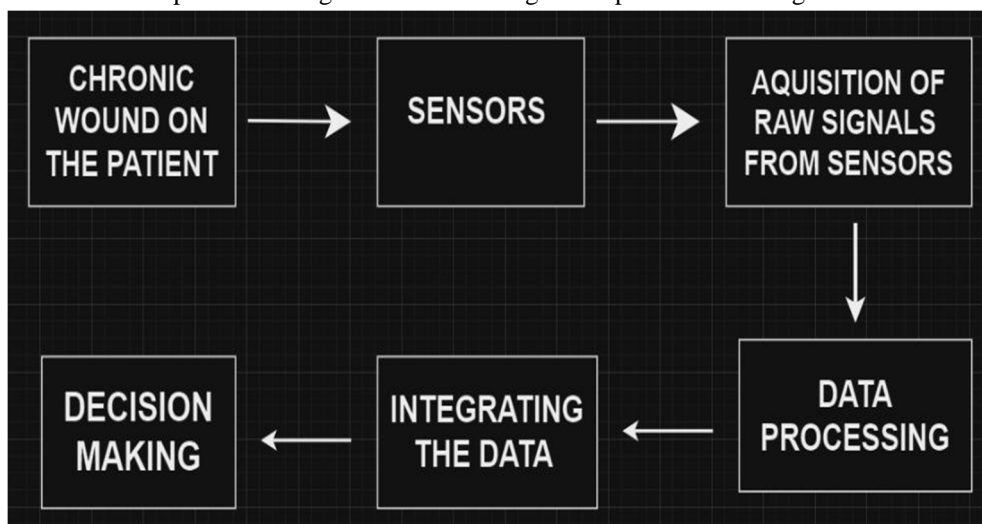 CHRONIC
WOUND ON
THE PATIENT
SENSORS
AQUISITION OF
RAW SIGNALS
FROM SENSORS
DATA
PROCESSING
INTEGRATING
THE DATA
DECISION
MAKING